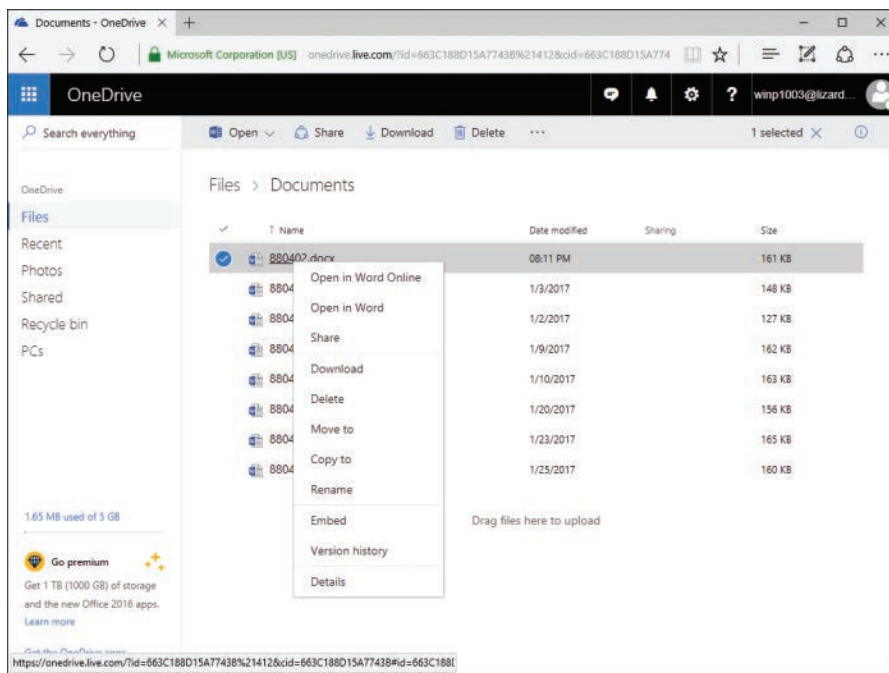 Documents - OneDrive
Microsoft Corporation [US] onedrive.live.com/?id=663C188D15A7743B%21412&cid=663C188D15A774
OneDrive
? winp1003@lizard...
Search everything
Open Share Download Delete ...
1 selected
OneDrive
Files
Recent
Photos
Shared
Recycle bin
PCs
Files > Documents
Name Date modified Sharing Size
880402.docx 08:11 PM 161 KB
8804 1/3/2017 148 KB
8804 1/2/2017 127 KB
8804 1/9/2017 162 KB
8804 1/10/2017 163 KB
8804 1/20/2017 156 KB
8804 1/23/2017 165 KB
8804 1/25/2017 160 KB
Open in Word Online
Open in Word
Share
Download
Delete
Move to
Copy to
Rename
Embed
Version history
Details
Drag files here to upload
1.65 MB used of 5 GB
Go premium
Get 1 TB (1000 GB) of storage
and the new Office 2016 apps.
Learn more
Get the OneDrive apps
https://onedrive.live.com/?id=663C188D15A7743B%21412&cid=663C188D15A7743B#id=663C188